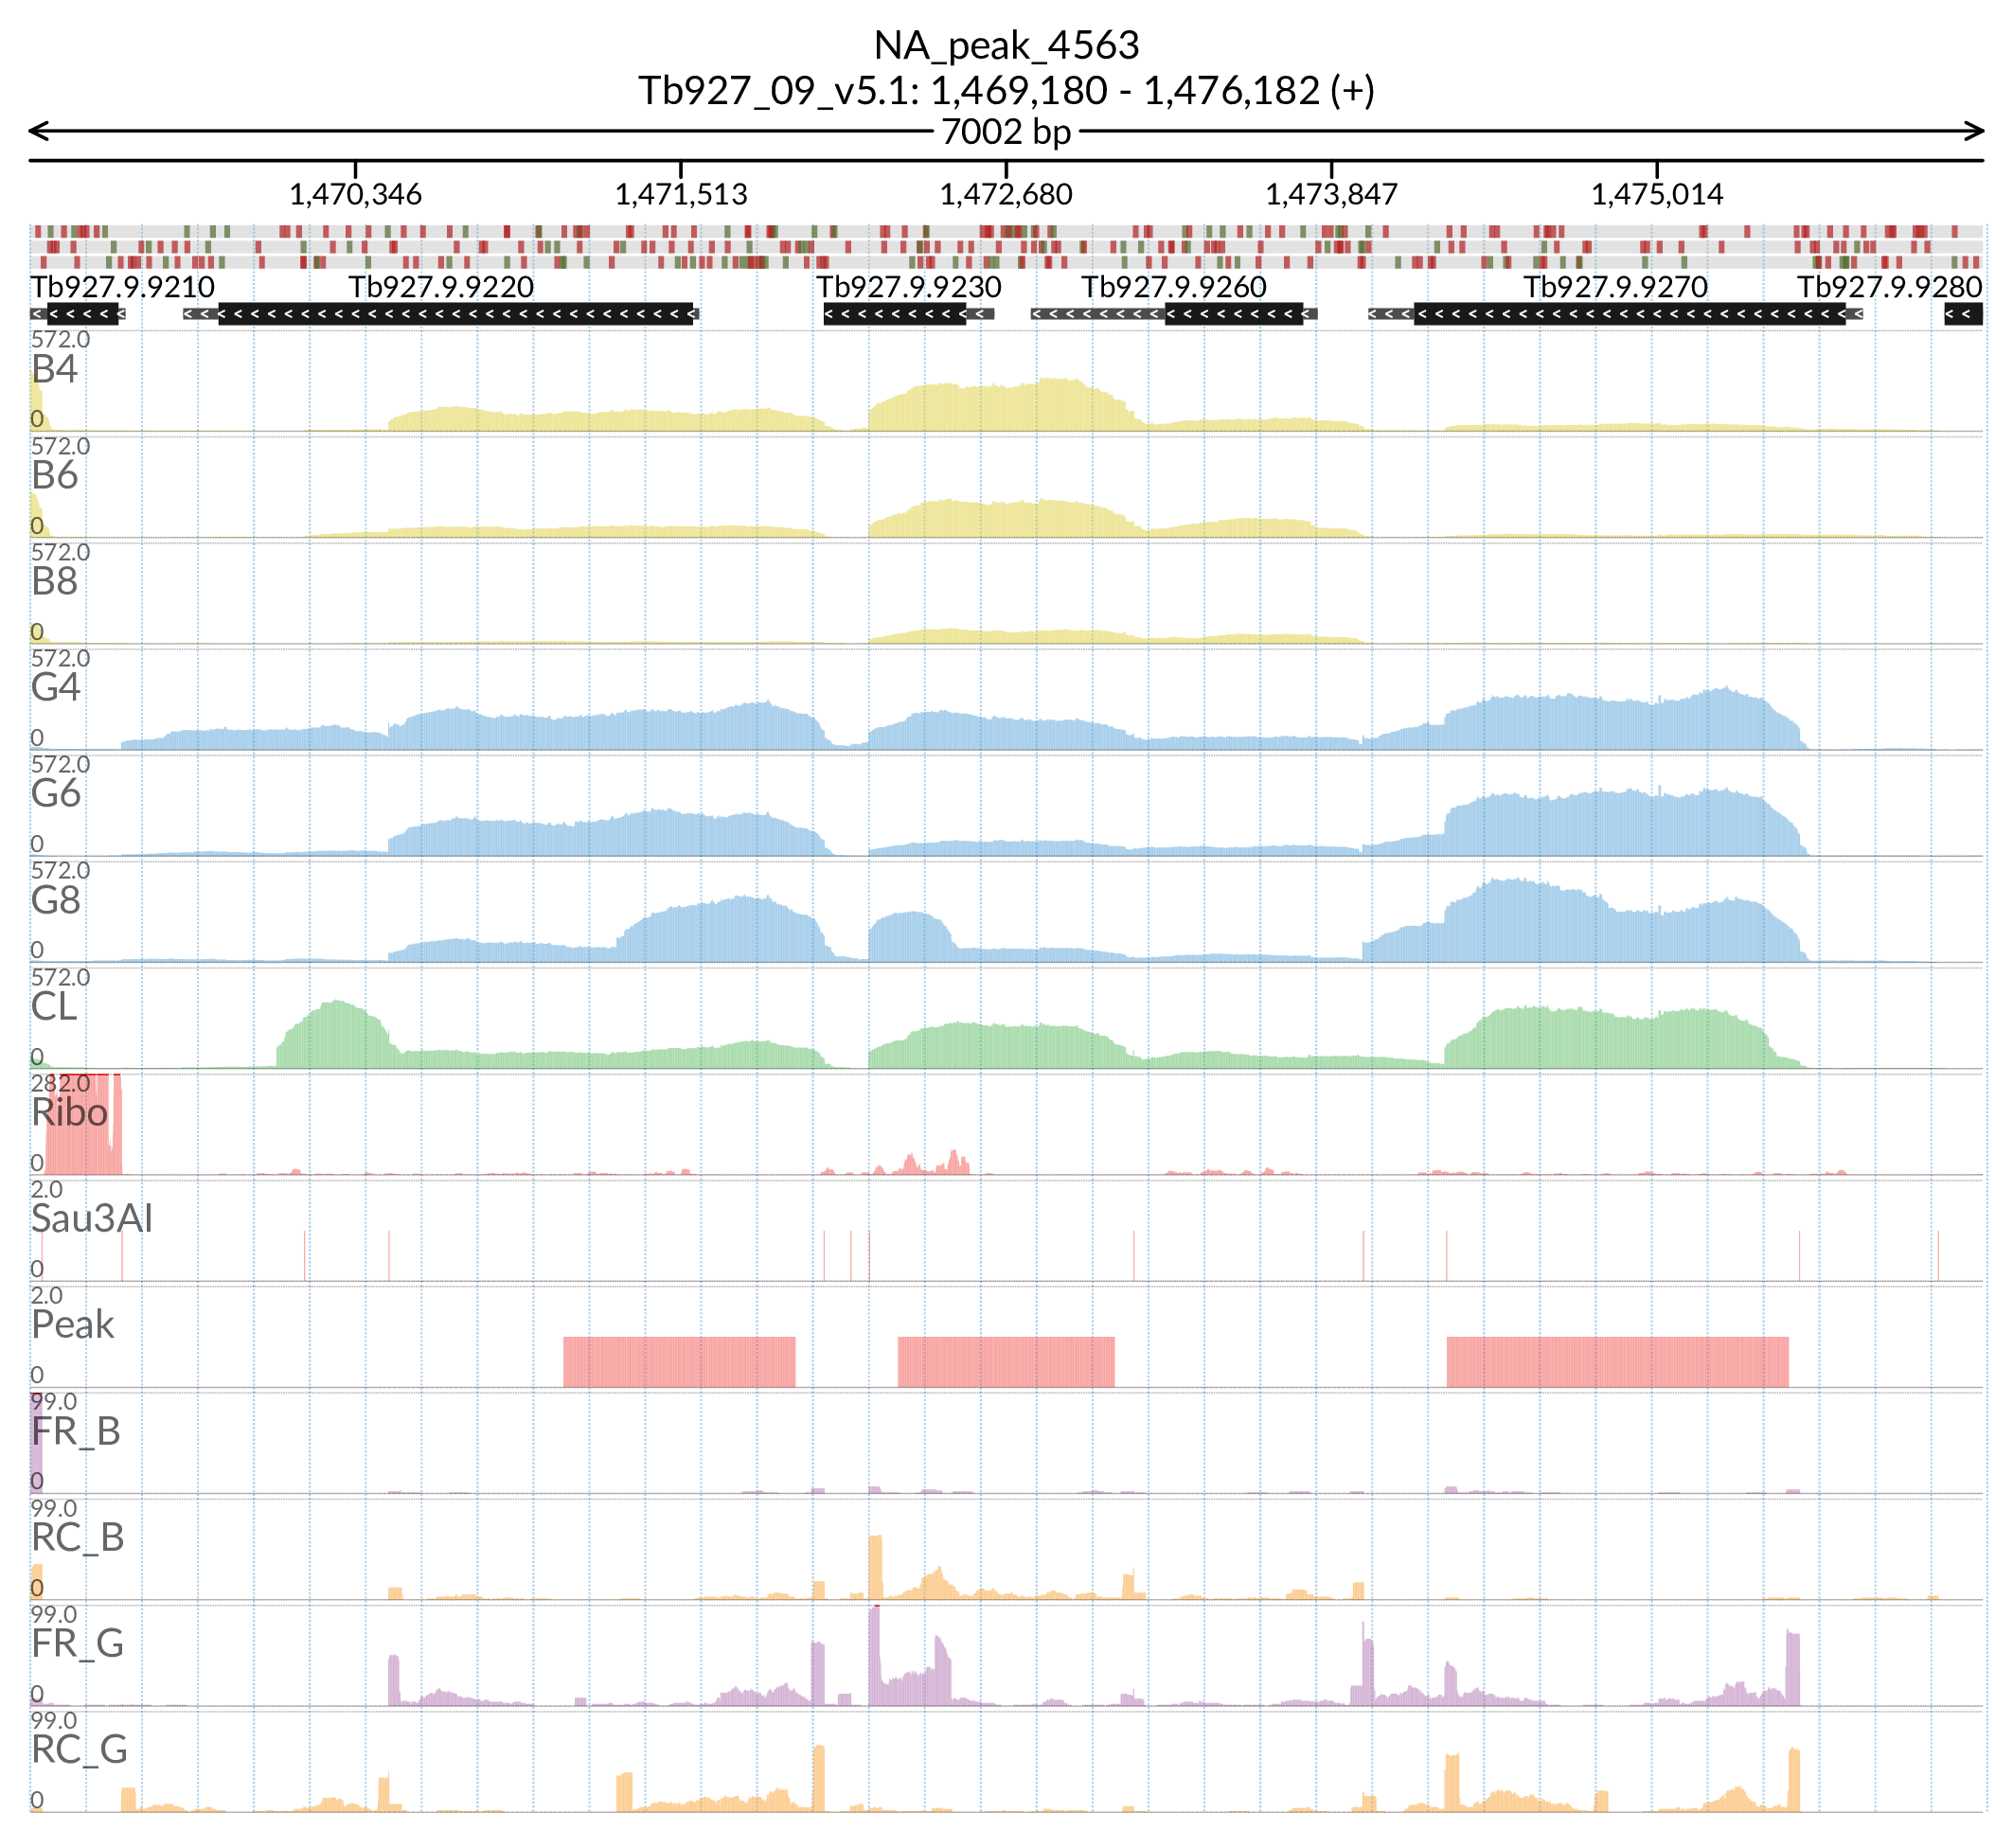 NA_peak_4563
Tb927_09_v5.1: 1,469,180 - 1,476,182 (+)
7002 bp
1,470,346 1,471,513 1,472,680 1,473,847 1,475,014
Tb927.9.9210 Tb927.9.9220 Tb927.9.9230 Tb927.9.9260 Tb927.9.9270 Tb927.9.9280
572.0
B4
0
572.0
B6
0
572.0
B8
0
572.0
G4
0
572.0
G6
0
572.0
G8
0
572.0
CL
0
282.0
Ribo
0
2.0
Sau3AI
0
2.0
Peak
0
99.0
FR_B
0
99.0
RC_B
0
99.0
FR_G
0
99.0
RC_G
0